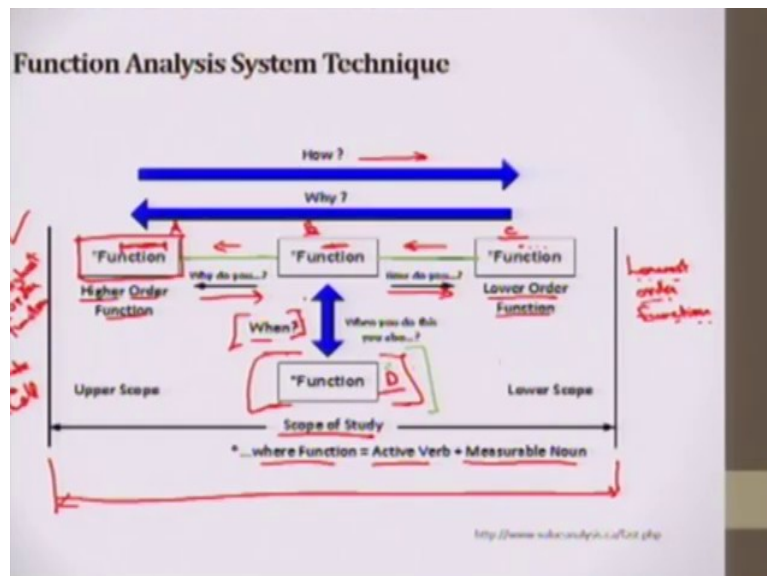 Function Analysis System Technique
How ?
Why ?
A B C
*Function *Function *Function
Why do you...? How do you...?
Higher Order Function
Lower Order Function
When? When you do this you also...?
*Function D
Upper Scope Lower Scope
Scope of Study
*...where Function = Active Verb + Measurable Noun
Lowest
order
function